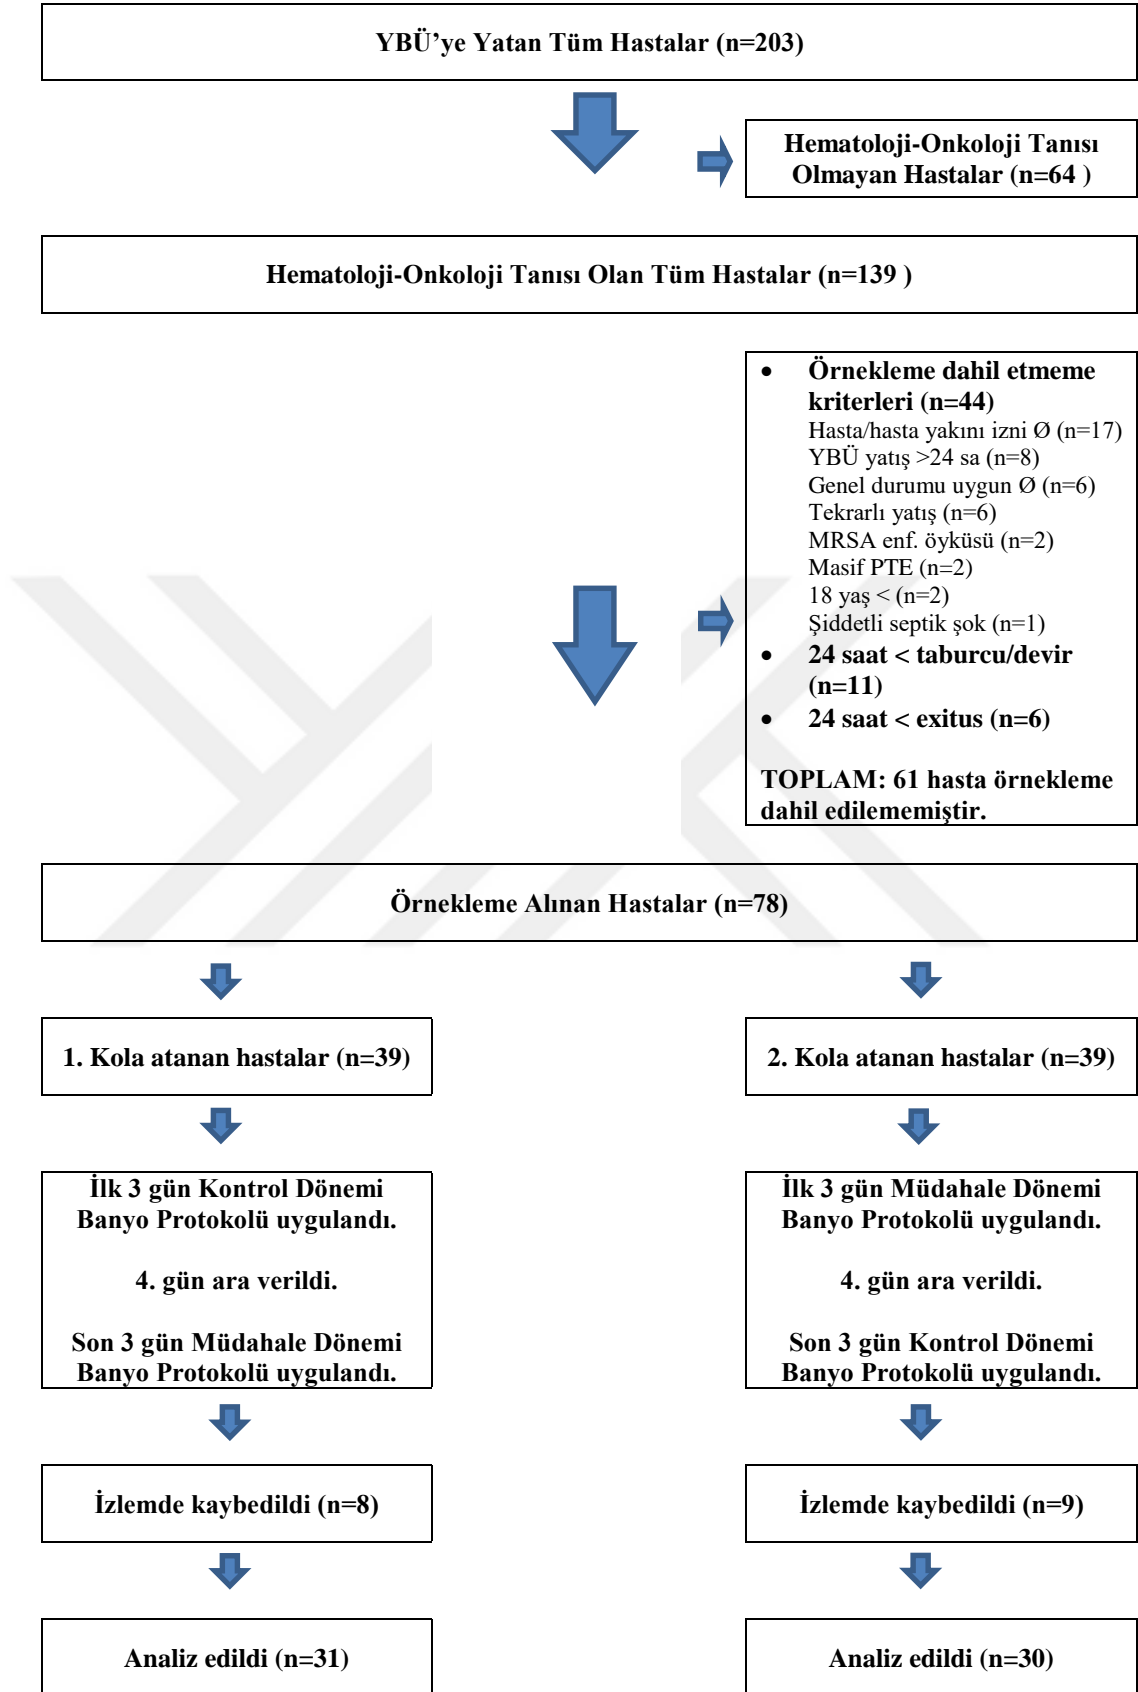 YBÜ’ye Yatan Tüm Hastalar (n=203)
Hematoloji-Onkoloji Tanısı
Olmayan Hastalar (n=64 )
Hematoloji-Onkoloji Tanısı Olan Tüm Hastalar (n=139 )
• Örnekleme dahil etmeme
kriterleri (n=44)
Hasta/hasta yakını izni Ø (n=17)
YBÜ yatış >24 sa (n=8)
Genel durumu uygun Ø (n=6)
Tekrarlı yatış (n=6)
MRSA enf. öyküsü (n=2)
Masif PTE (n=2)
18 yaş < (n=2)
Şiddetli septik şok (n=1)
• 24 saat < taburcu/devir
(n=11)
• 24 saat < exitus (n=6)
TOPLAM: 61 hasta örnekleme
dahil edilememiştir.
Örnekleme Alınan Hastalar (n=78)
1. Kola atanan hastalar (n=39)
2. Kola atanan hastalar (n=39)
İlk 3 gün Kontrol Dönemi
Banyo Protokolü uygulandı.
4. gün ara verildi.
Son 3 gün Müdahale Dönemi
Banyo Protokolü uygulandı.
İlk 3 gün Müdahale Dönemi
Banyo Protokolü uygulandı.
4. gün ara verildi.
Son 3 gün Kontrol Dönemi
Banyo Protokolü uygulandı.
İzlemde kaybedildi (n=8)
İzlemde kaybedildi (n=9)
Analiz edildi (n=31)
Analiz edildi (n=30)